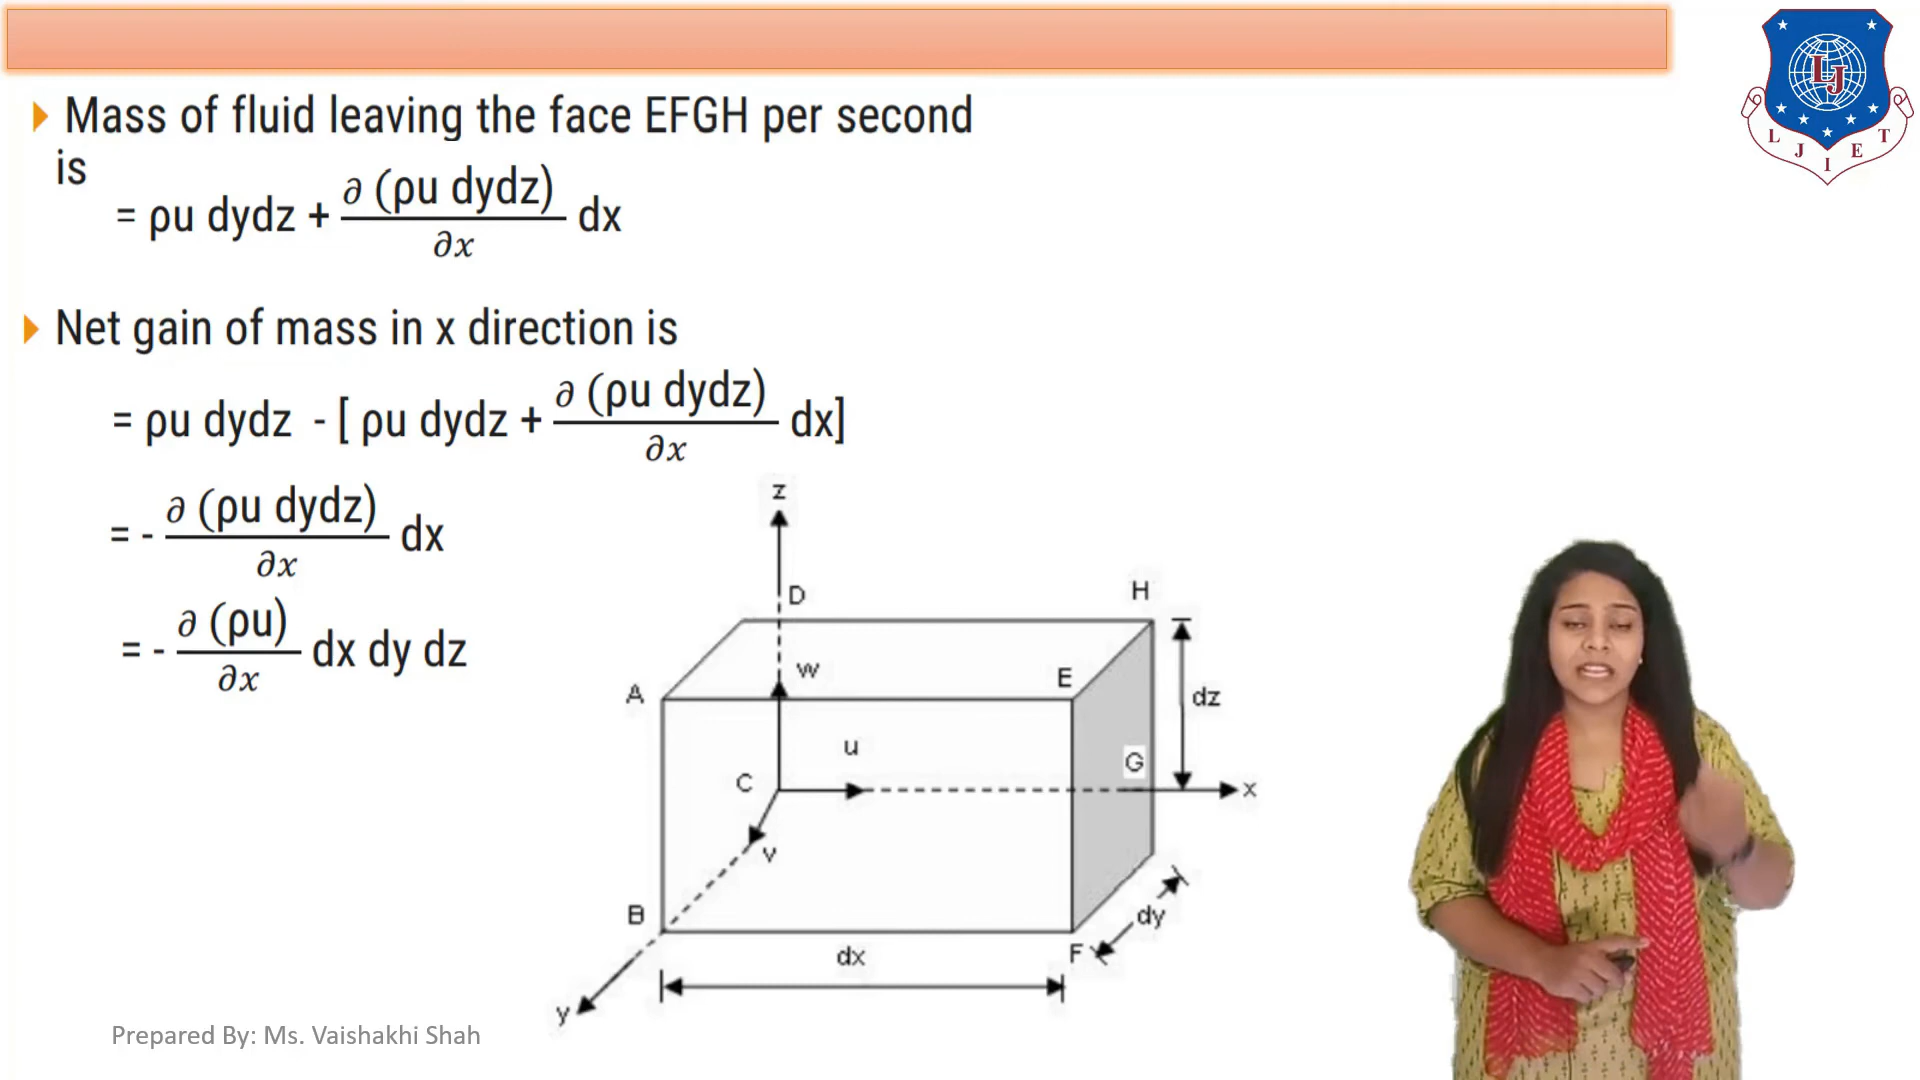 Mass of fluid leaving the face EFGH per second
is
= ρu dydz + ∂ (ρu dydz) / ∂x dx
Net gain of mass in x direction is
= ρu dydz - [ ρu dydz + ∂ (ρu dydz) / ∂x dx]
= - ∂ (ρu dydz) / ∂x dx
= - ∂ (ρu) / ∂x dx dy dz
z
D
H
w
A
E
dz
u
C
G
x
v
B
dy
F
dx
y
Prepared By: Ms. Vaishakhi Shah
LJ
L J I E T